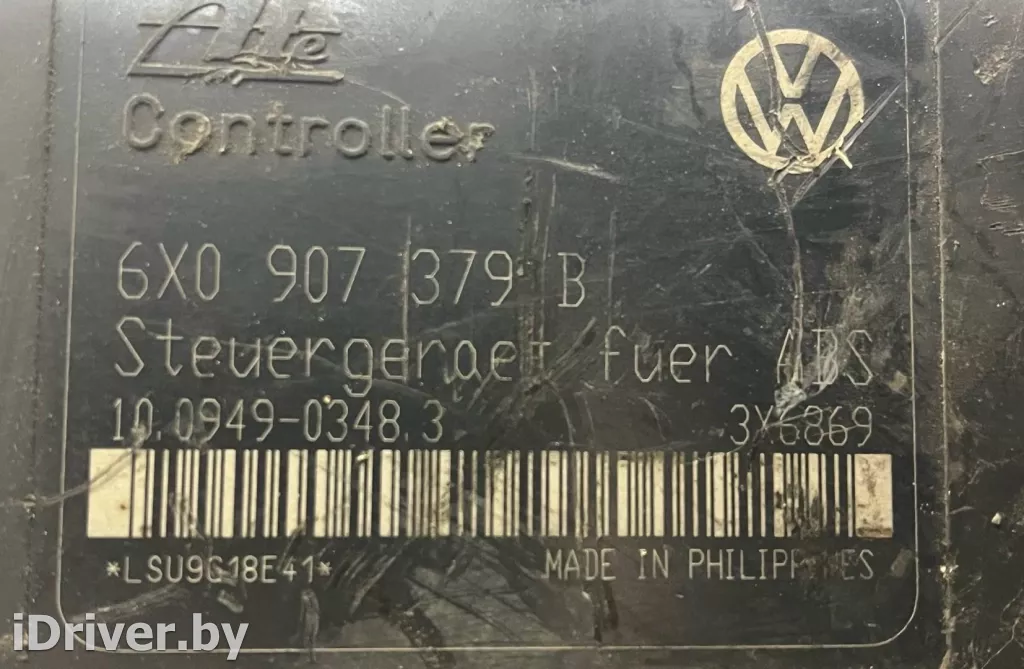 Ate
Controller
VW
6X0 907 379 B
Steuergeraet fuer ABS
10.0949-0348.3 3X6869
*LSU9G18E41*
MADE IN PHILIPPINES
iDriver.by